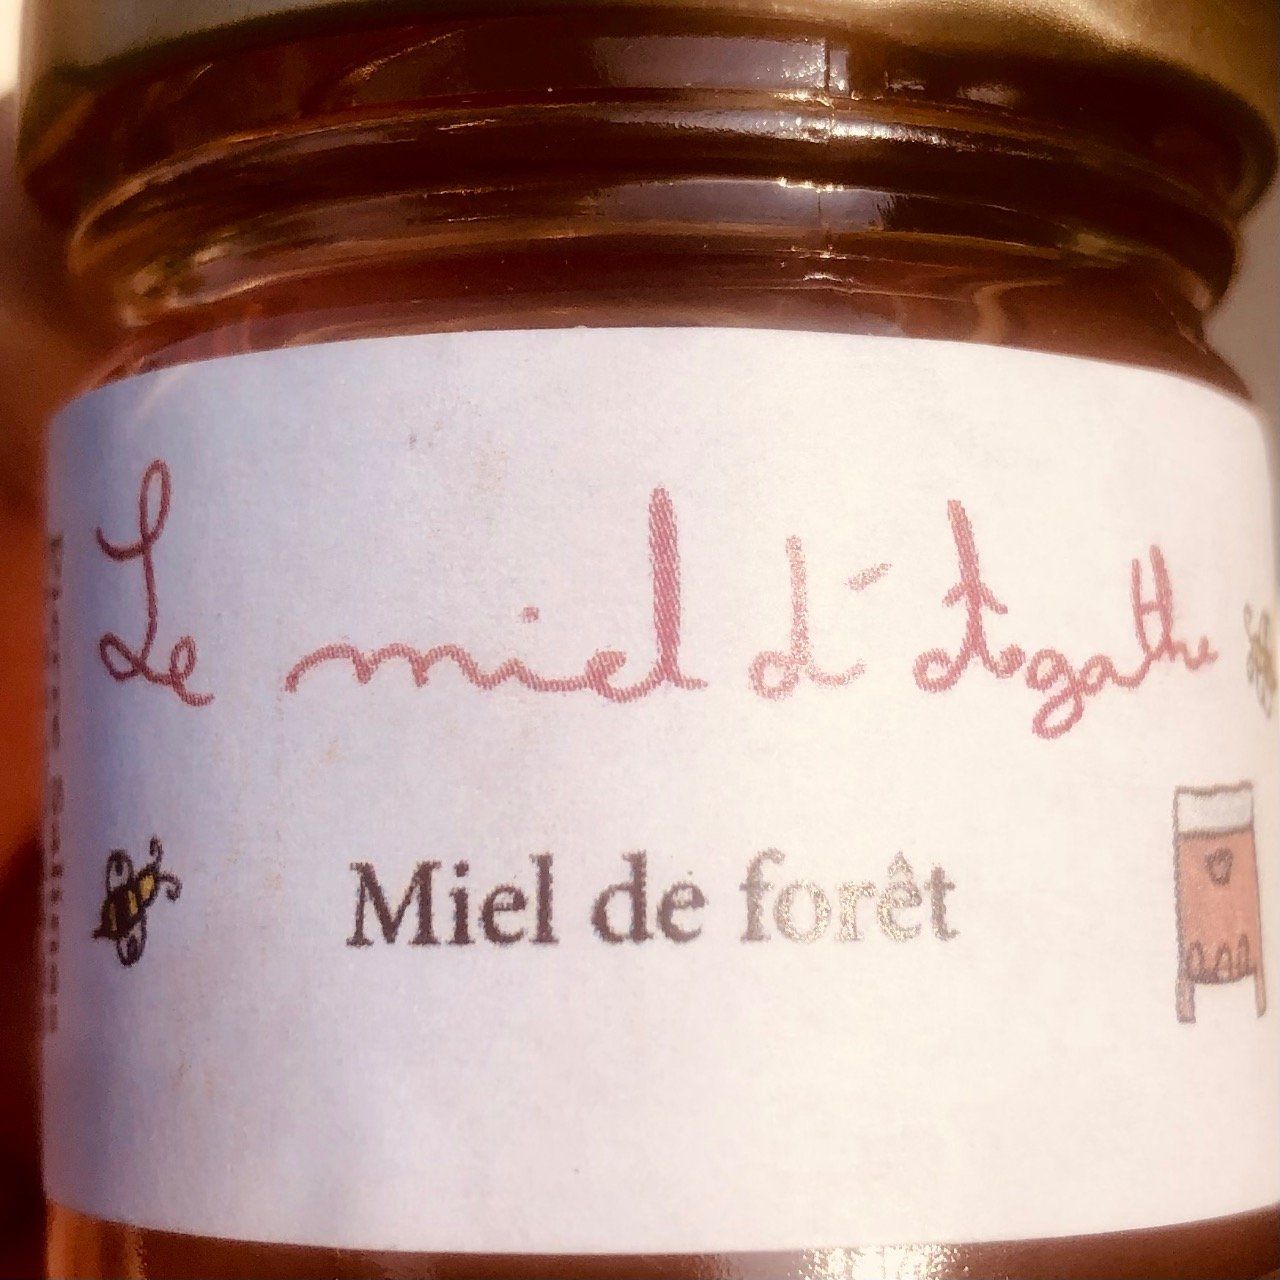 Le miel d'Agathe
Miel de forêt